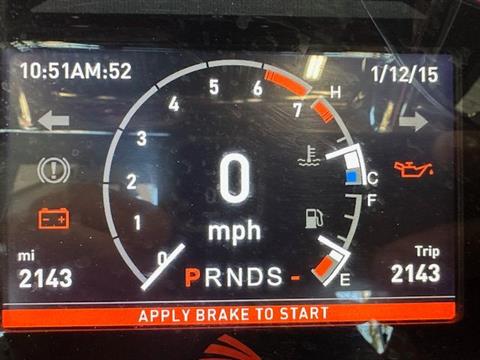 10:51AM:52
1/12/15
6
5
H
4
7
3
2
C
F
0
1
mph
mi
2143
0
PRNDS-
E
Trip
2143
APPLY BRAKE TO START